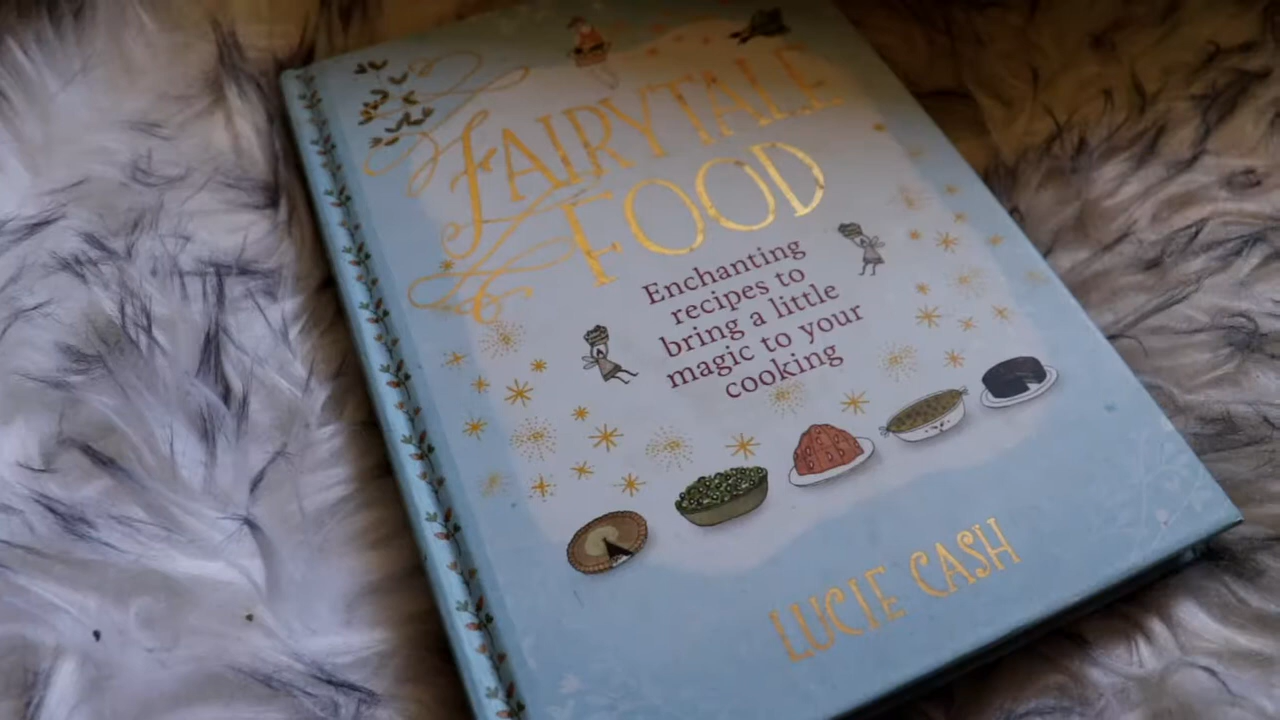 FAIRYTALE
FOOD
Enchanting
recipes to
bring a little
magic to your
cooking
LUCIE CASH